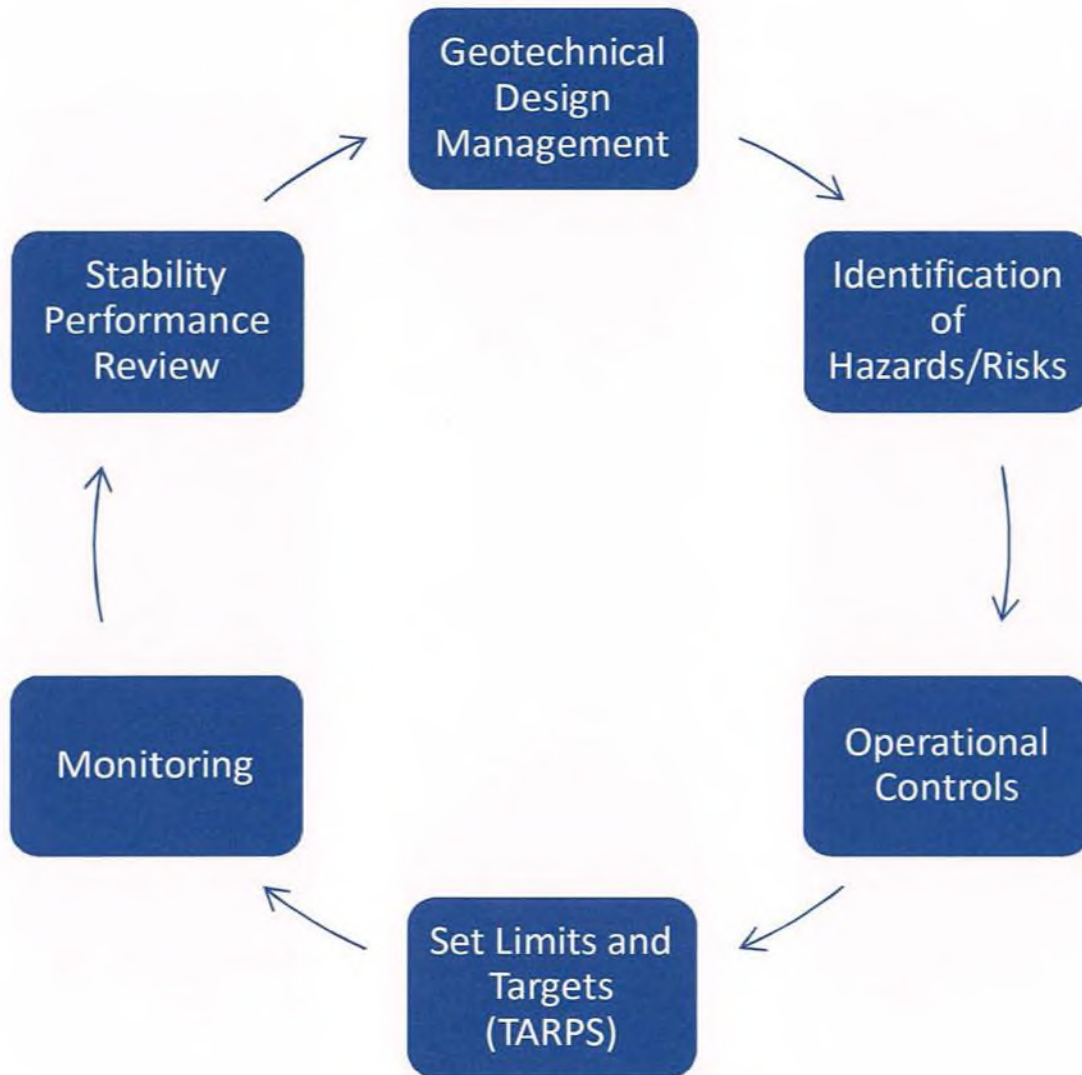 Geotechnical
Design
Management
Identification
of
Hazards/Risks
Operational
Controls
Set Limits and
Targets
(TARPS)
Monitoring
Stability
Performance
Review